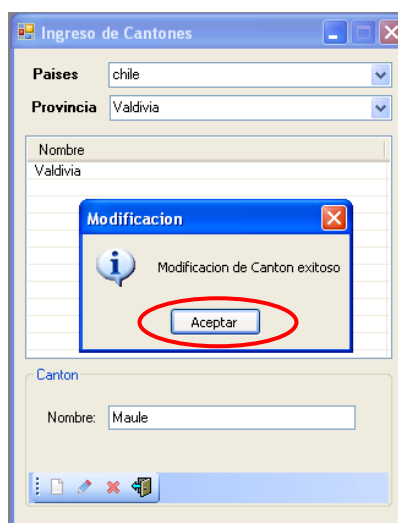 Ingreso de Cantones
Paises chile
Provincia Valdivia
Nombre
Valdivia
Modificacion
Modificacion de Canton exitoso
Aceptar
Canton
Nombre: Maule